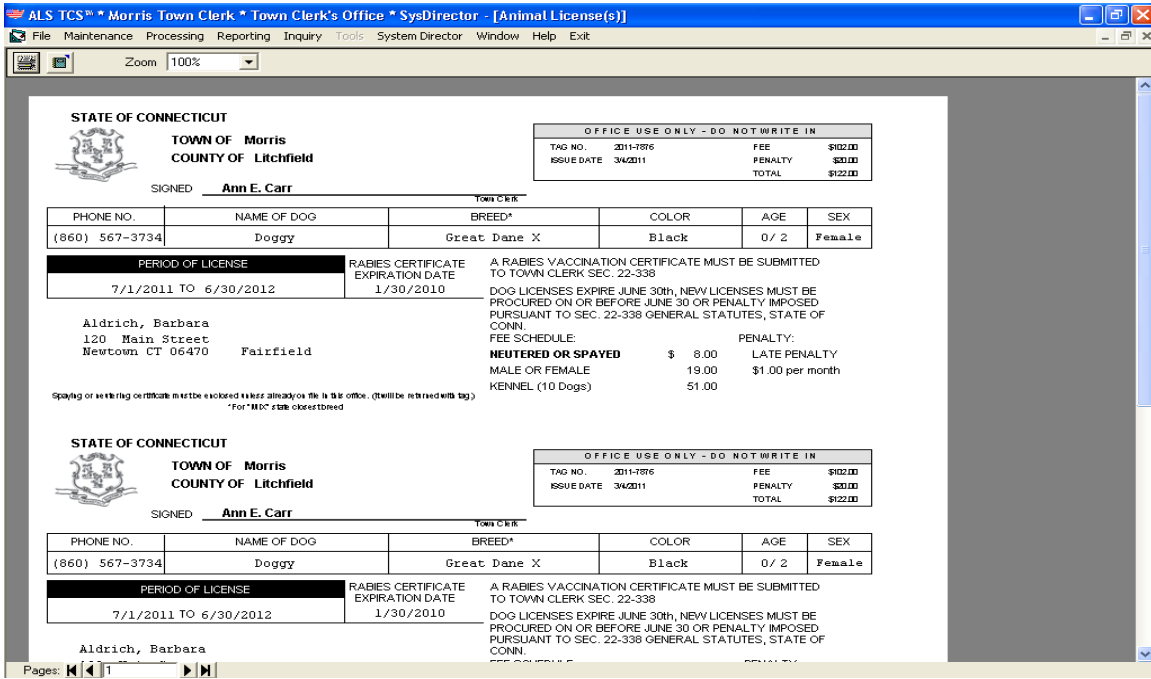 ALS TCS™ * Morris Town Clerk * Town Clerk's Office * SysDirector - [Animal License(s)]
File Maintenance Processing Reporting Inquiry Tools System Director Window Help Exit
Zoom 100%
STATE OF CONNECTICUT
TOWN OF Morris
COUNTY OF Litchfield
SIGNED Ann E. Carr
Town Clerk
OFFICE USE ONLY - DO NOT WRITE IN
TAG NO. 2011-7876 FEE $102.00
ISSUE DATE 3/4/2011 PENALTY $20.00
TOTAL $122.00
PHONE NO. NAME OF DOG BREED* COLOR AGE SEX
(860) 567-3734 Doggy Great Dane X Black 0/ 2 Female
PERIOD OF LICENSE
7/1/2011 TO 6/30/2012
RABIES CERTIFICATE
EXPIRATION DATE
1/30/2010
A RABIES VACCINATION CERTIFICATE MUST BE SUBMITTED
TO TOWN CLERK SEC. 22-338
DOG LICENSES EXPIRE JUNE 30th, NEW LICENSES MUST BE
PROCURED ON OR BEFORE JUNE 30 OR PENALTY IMPOSED
PURSUANT TO SEC. 22-338 GENERAL STATUTES, STATE OF
CONN.
Aldrich, Barbara
120 Main Street
Newtown CT 06470 Fairfield
FEE SCHEDULE: PENALTY:
NEUTERED OR SPAYED $ 8.00 LATE PENALTY
MALE OR FEMALE 19.00 $1.00 per month
KENNEL (10 Dogs) 51.00
Spaying or neutering certificate must be enclosed unless already on file in this office. (It will be returned with tag.)
*For "MIX" state closest breed
STATE OF CONNECTICUT
TOWN OF Morris
COUNTY OF Litchfield
SIGNED Ann E. Carr
Town Clerk
OFFICE USE ONLY - DO NOT WRITE IN
TAG NO. 2011-7876 FEE $102.00
ISSUE DATE 3/4/2011 PENALTY $20.00
TOTAL $122.00
PHONE NO. NAME OF DOG BREED* COLOR AGE SEX
(860) 567-3734 Doggy Great Dane X Black 0/ 2 Female
PERIOD OF LICENSE
7/1/2011 TO 6/30/2012
RABIES CERTIFICATE
EXPIRATION DATE
1/30/2010
A RABIES VACCINATION CERTIFICATE MUST BE SUBMITTED
TO TOWN CLERK SEC. 22-338
DOG LICENSES EXPIRE JUNE 30th, NEW LICENSES MUST BE
PROCURED ON OR BEFORE JUNE 30 OR PENALTY IMPOSED
PURSUANT TO SEC. 22-338 GENERAL STATUTES, STATE OF
CONN.
Aldrich, Barbara
Pages: 1